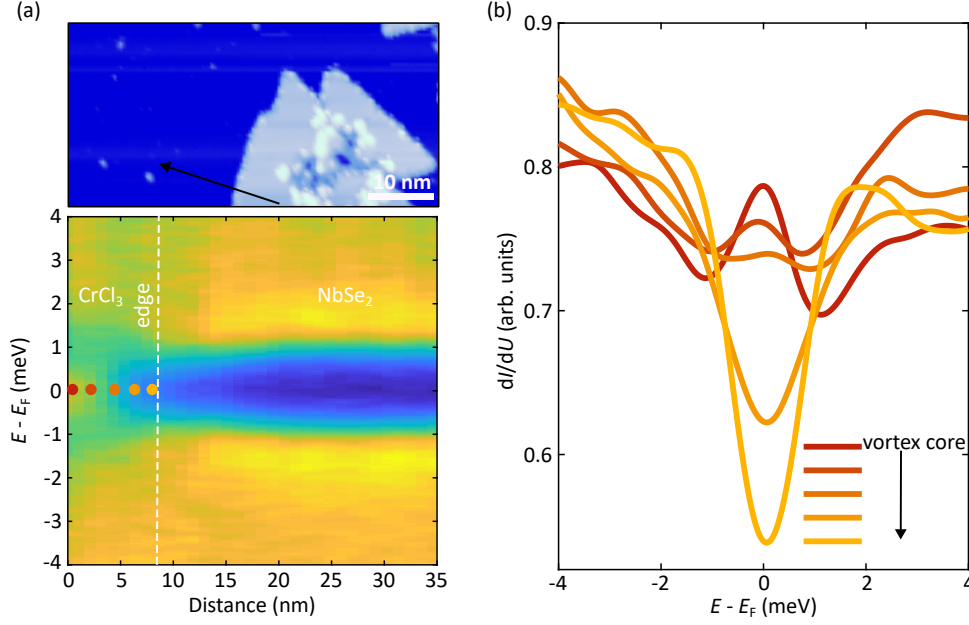 (a)
10 nm
4
3
2
1
0
-1
-2
-3
-4
E - E_F (meV)
CrCl₃
edge
NbSe₂
0 5 10 15 20 25 30 35
Distance (nm)
(b)
0.9
0.8
0.7
0.6
dI/dU (arb. units)
vortex core
-4 -2 0 2 4
E - E_F (meV)